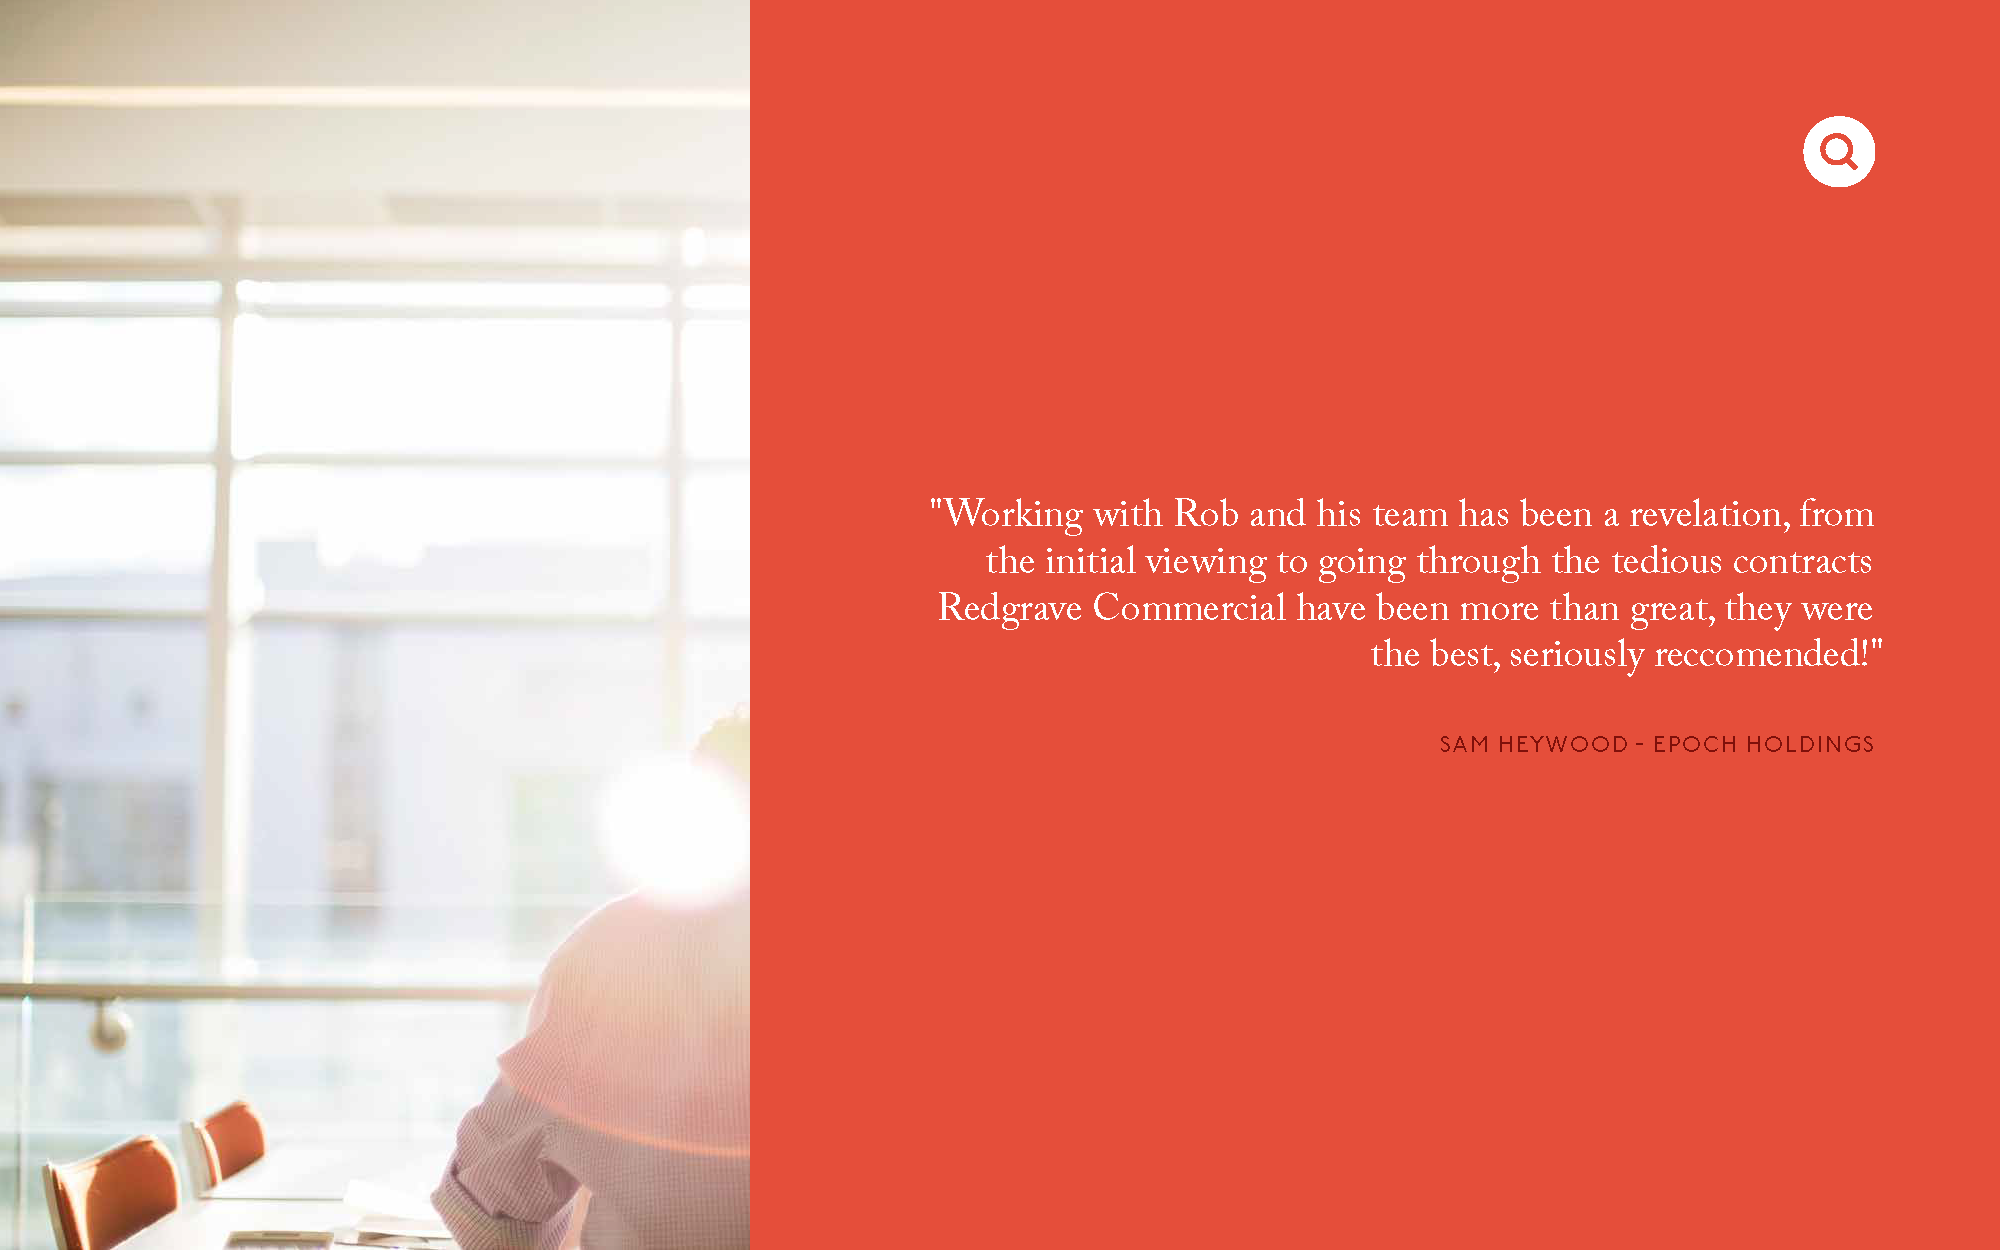 "Working with Rob and his team has been a revelation, from
the initial viewing to going through the tedious contracts
Redgrave Commercial have been more than great, they were
the best, seriously reccomended!"
SAM HEYWOOD - EPOCH HOLDINGS